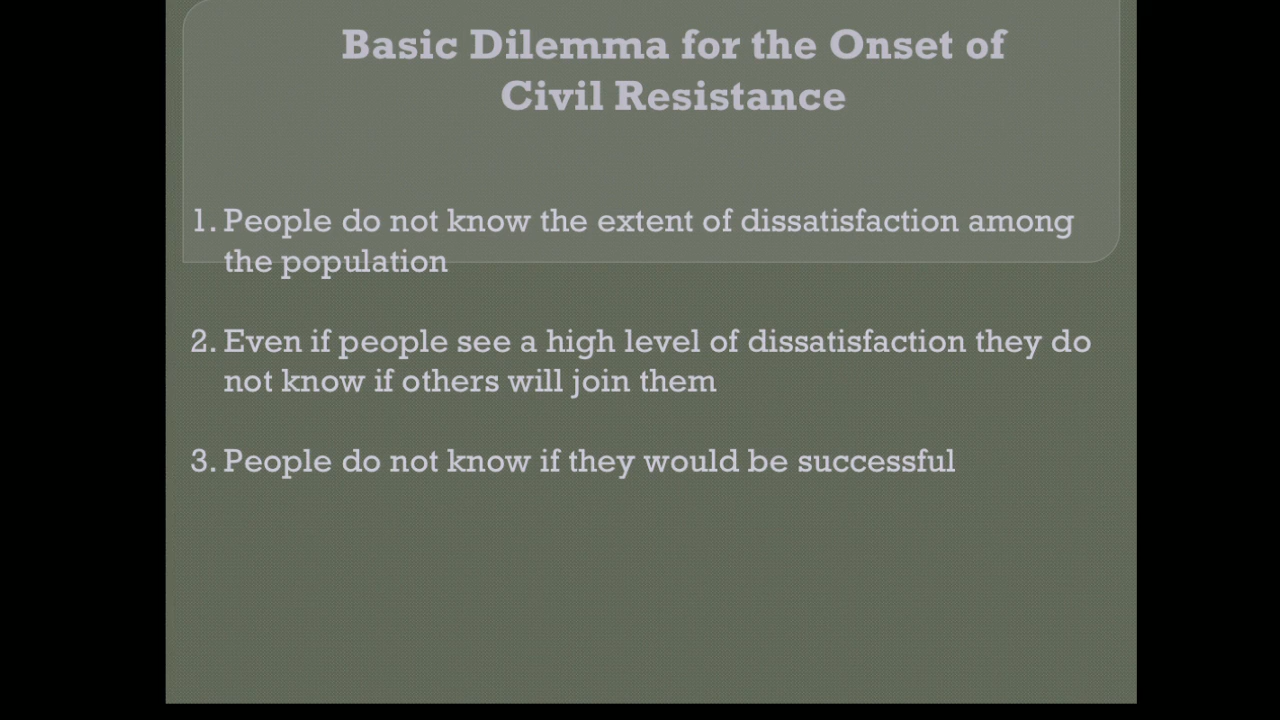 Basic Dilemma for the Onset of
Civil Resistance
1. People do not know the extent of dissatisfaction among
the population
2. Even if people see a high level of dissatisfaction they do
not know if others will join them
3. People do not know if they would be successful